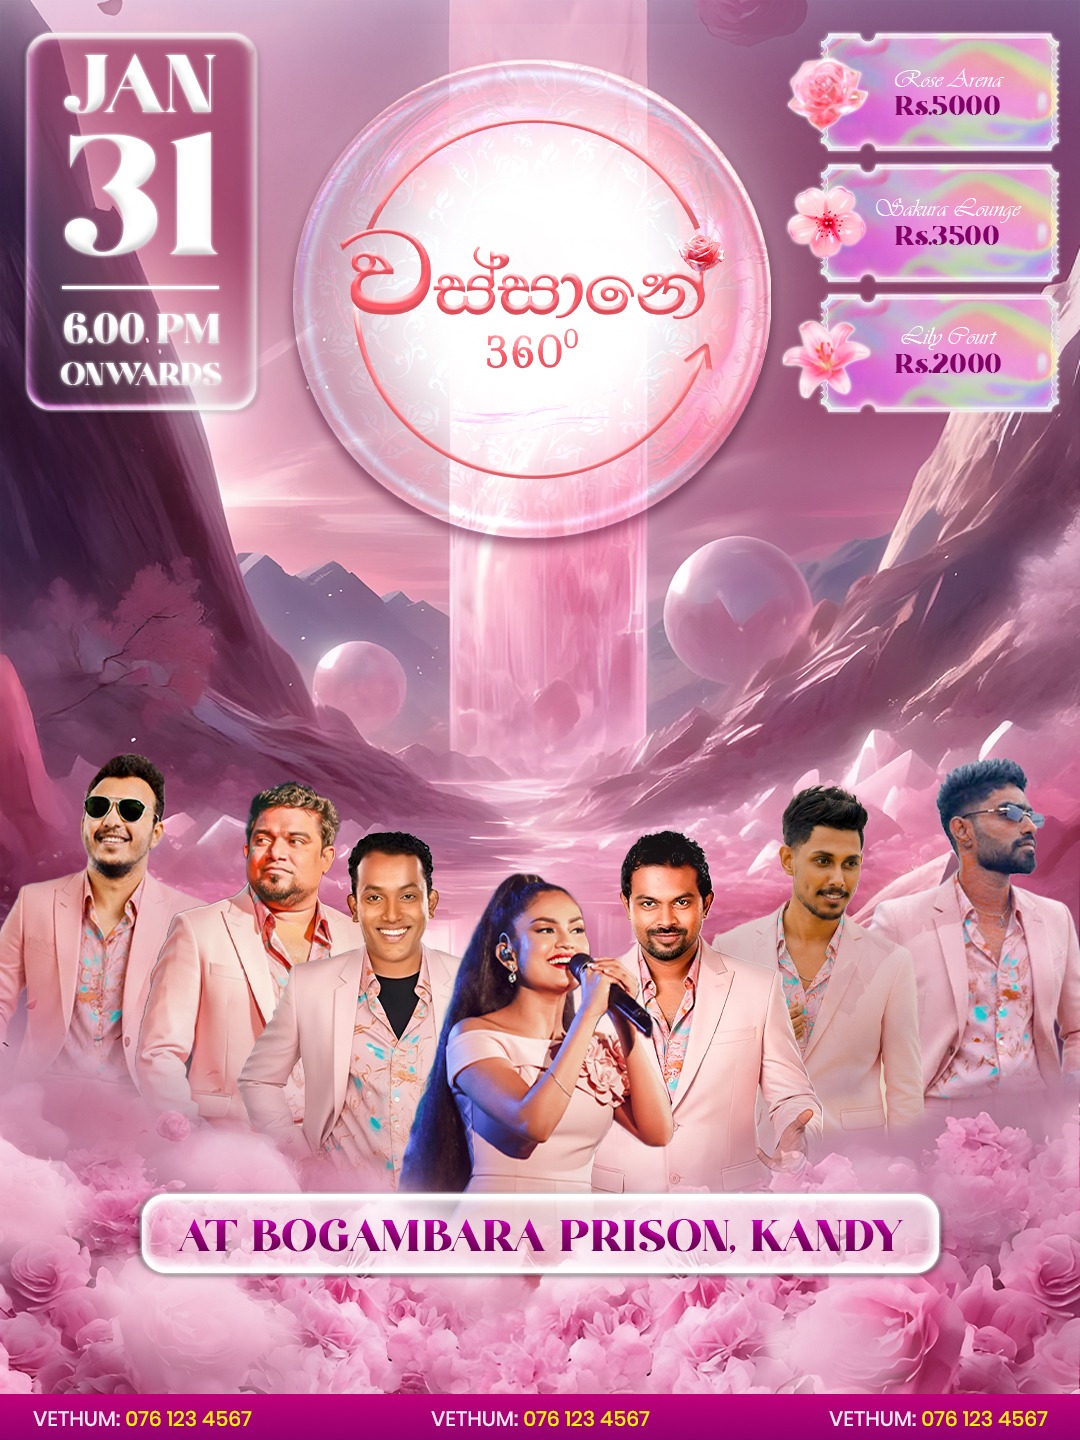 JAN
31
6.00 PM
ONWARDS
වස්සානේ
360⁰
Rose Arena
Rs.5000
Sakura Lounge
Rs.3500
Lily Court
Rs.2000
AT BOGAMBARA PRISON, KANDY
VETHUM: 076 123 4567 VETHUM: 076 123 4567 VETHUM: 076 123 4567